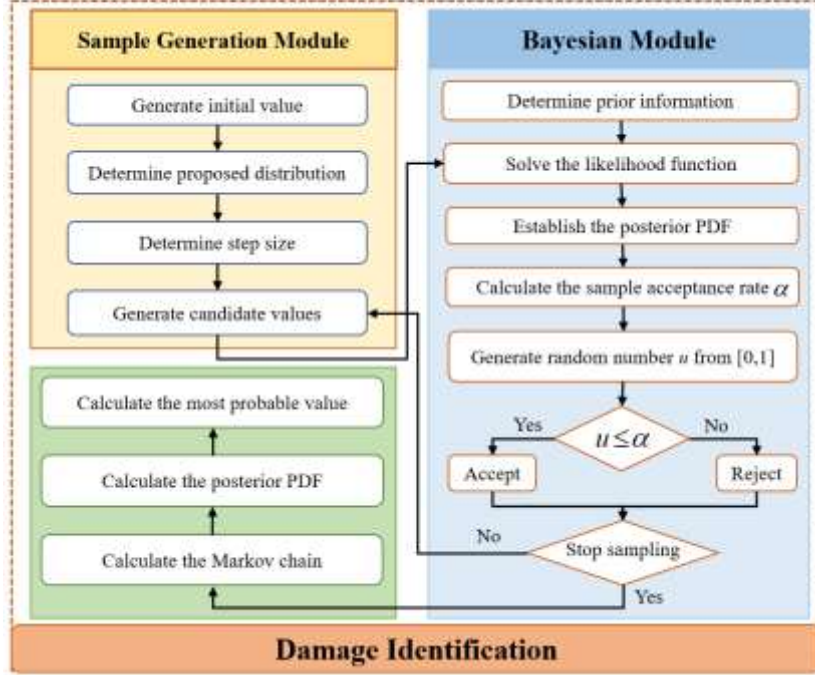 Sample Generation Module
Generate initial value
Determine proposed distribution
Determine step size
Generate candidate values
Calculate the most probable value
Calculate the posterior PDF
Calculate the Markov chain
Bayesian Module
Determine prior information
Solve the likelihood function
Establish the posterior PDF
Calculate the sample acceptance rate α
Generate random number u from [0,1]
Yes
u≤α
No
Accept
Reject
No
Stop sampling
Yes
Damage Identification